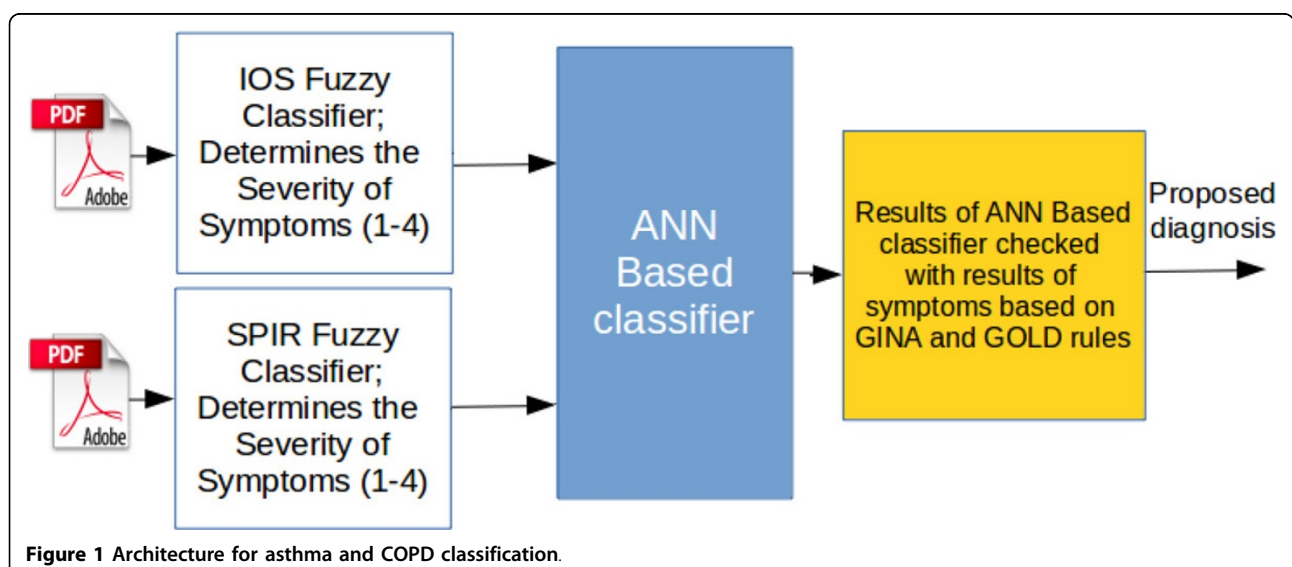 PDF
Adobe
IOS Fuzzy
Classifier;
Determines the
Severity of
Symptoms (1-4)
PDF
Adobe
SPIR Fuzzy
Classifier;
Determines the
Severity of
Symptoms (1-4)
ANN
Based
classifier
Results of ANN Based
classifier checked
with results of
symptoms based on
GINA and GOLD rules
Proposed
diagnosis
Figure 1 Architecture for asthma and COPD classification.